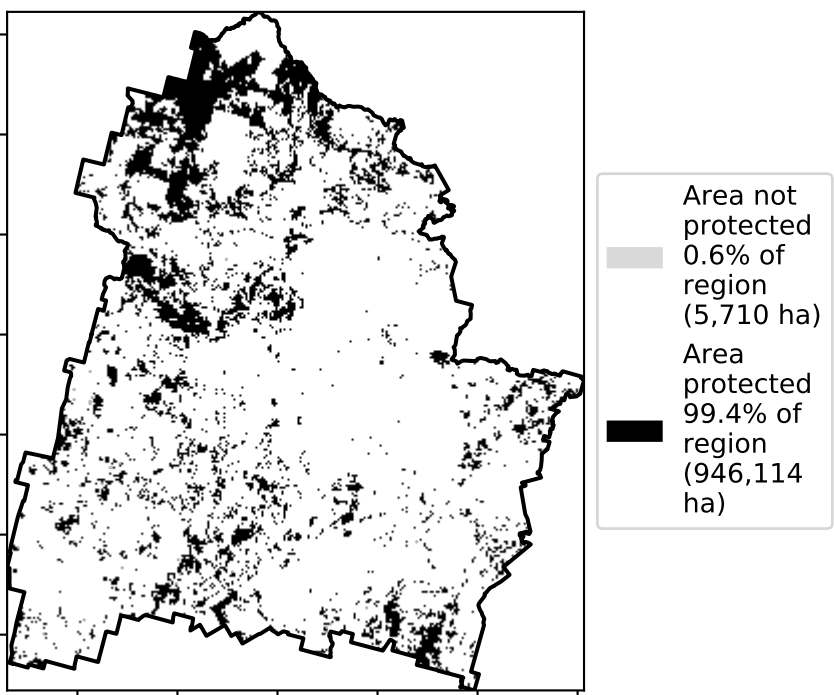 Area not
protected
0.6% of
region
(5,710 ha)
Area
protected
99.4% of
region
(946,114
ha)